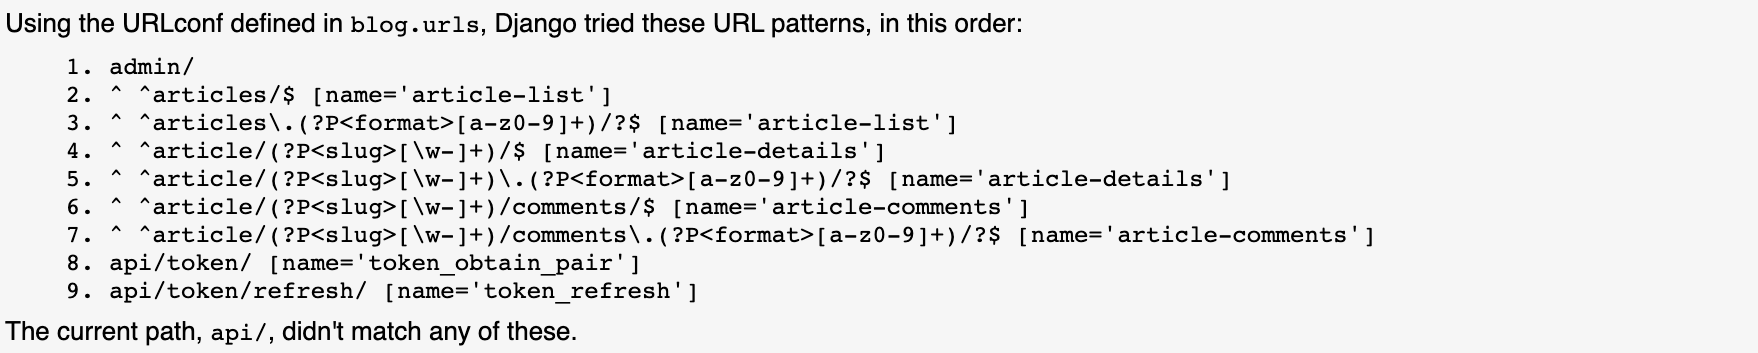 Using the URLconf defined in blog.urls, Django tried these URL patterns, in this order:
1. admin/
2. ^ ^articles/$ [name='article-list']
3. ^ ^articles\.(?P<format>[a-z0-9]+)/?$ [name='article-list']
4. ^ ^article/(?P<slug>[\w-]+)/$ [name='article-details']
5. ^ ^article/(?P<slug>[\w-]+)\.(?P<format>[a-z0-9]+)/?$ [name='article-details']
6. ^ ^article/(?P<slug>[\w-]+)/comments/$ [name='article-comments']
7. ^ ^article/(?P<slug>[\w-]+)/comments\.(?P<format>[a-z0-9]+)/?$ [name='article-comments']
8. api/token/ [name='token_obtain_pair']
9. api/token/refresh/ [name='token_refresh']
The current path, api/, didn't match any of these.